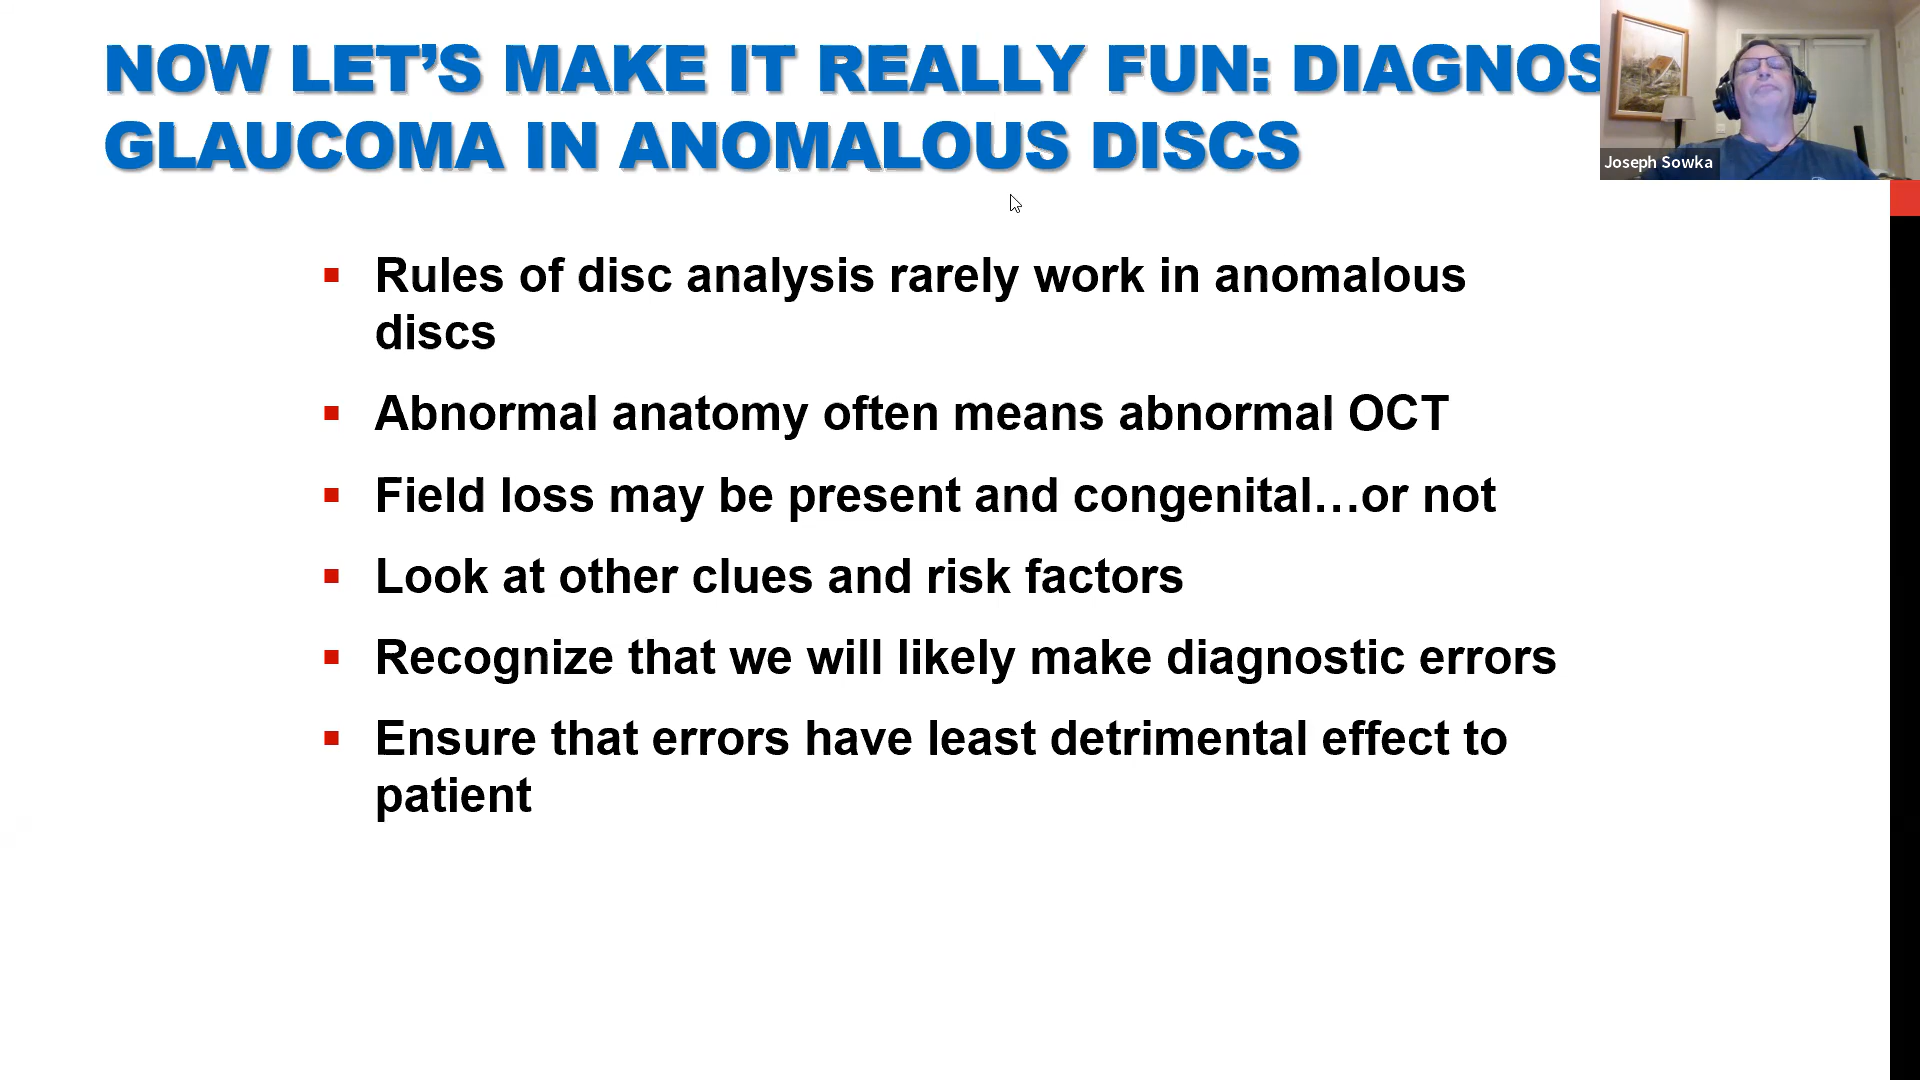 NOW LET’S MAKE IT REALLY FUN: DIAGNOS
GLAUCOMA IN ANOMALOUS DISCS
Joseph Sowka
▪ Rules of disc analysis rarely work in anomalous
discs
▪ Abnormal anatomy often means abnormal OCT
▪ Field loss may be present and congenital…or not
▪ Look at other clues and risk factors
▪ Recognize that we will likely make diagnostic errors
▪ Ensure that errors have least detrimental effect to
patient